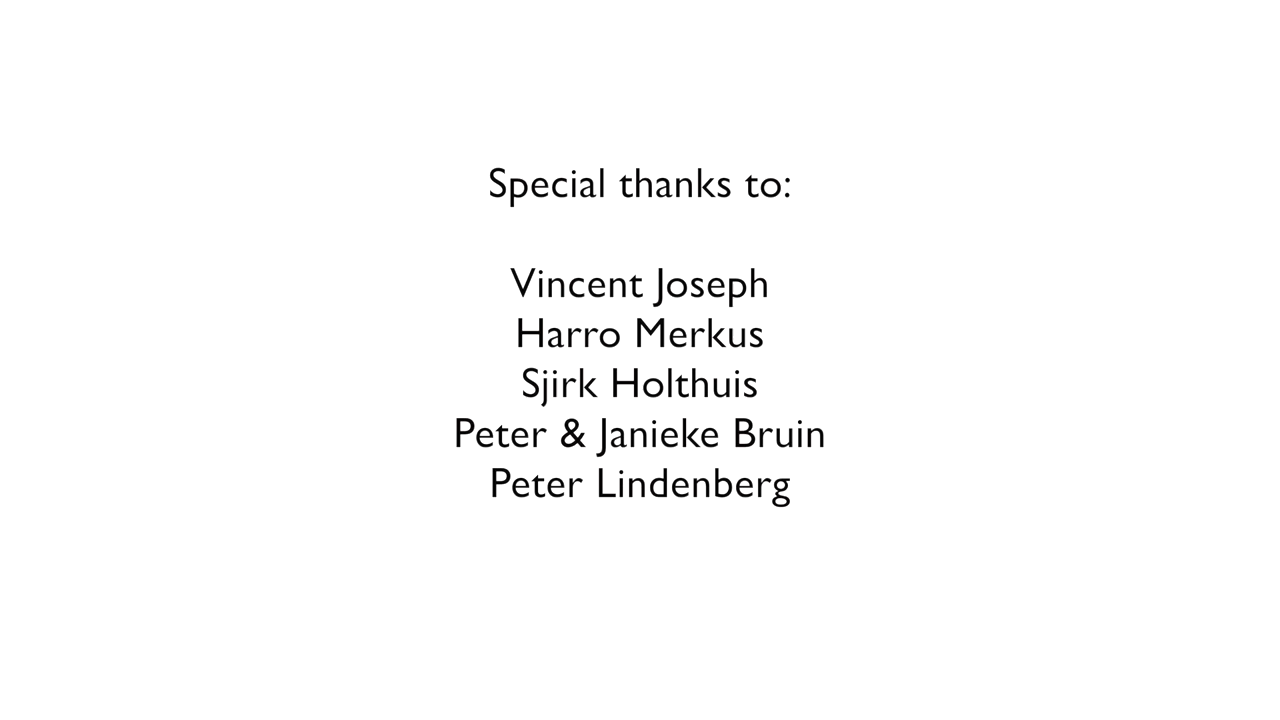 Special thanks to:
Vincent Joseph
Harro Merkus
Sjirk Holthuis
Peter & Janieke Bruin
Peter Lindenberg